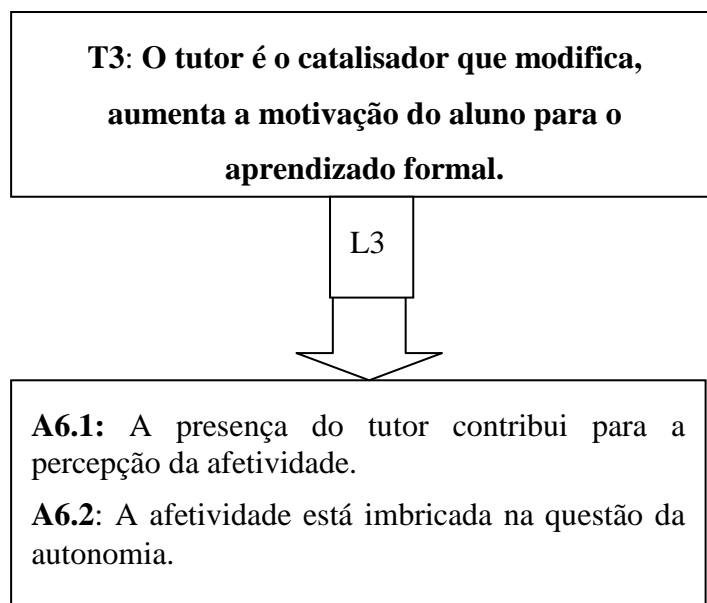 T3: O tutor é o catalisador que modifica,
aumenta a motivação do aluno para o
aprendizado formal.
L3
A6.1: A presença do tutor contribui para a
percepção da afetividade.
A6.2: A afetividade está imbricada na questão da
autonomia.